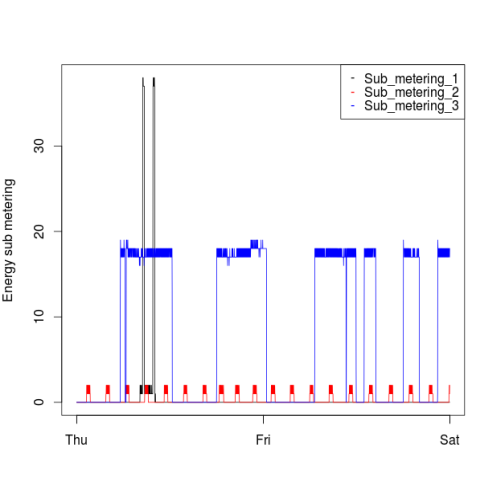 Sub_metering_1
Sub_metering_2
Sub_metering_3
Energy sub metering
30
20
10
0
Thu Fri Sat